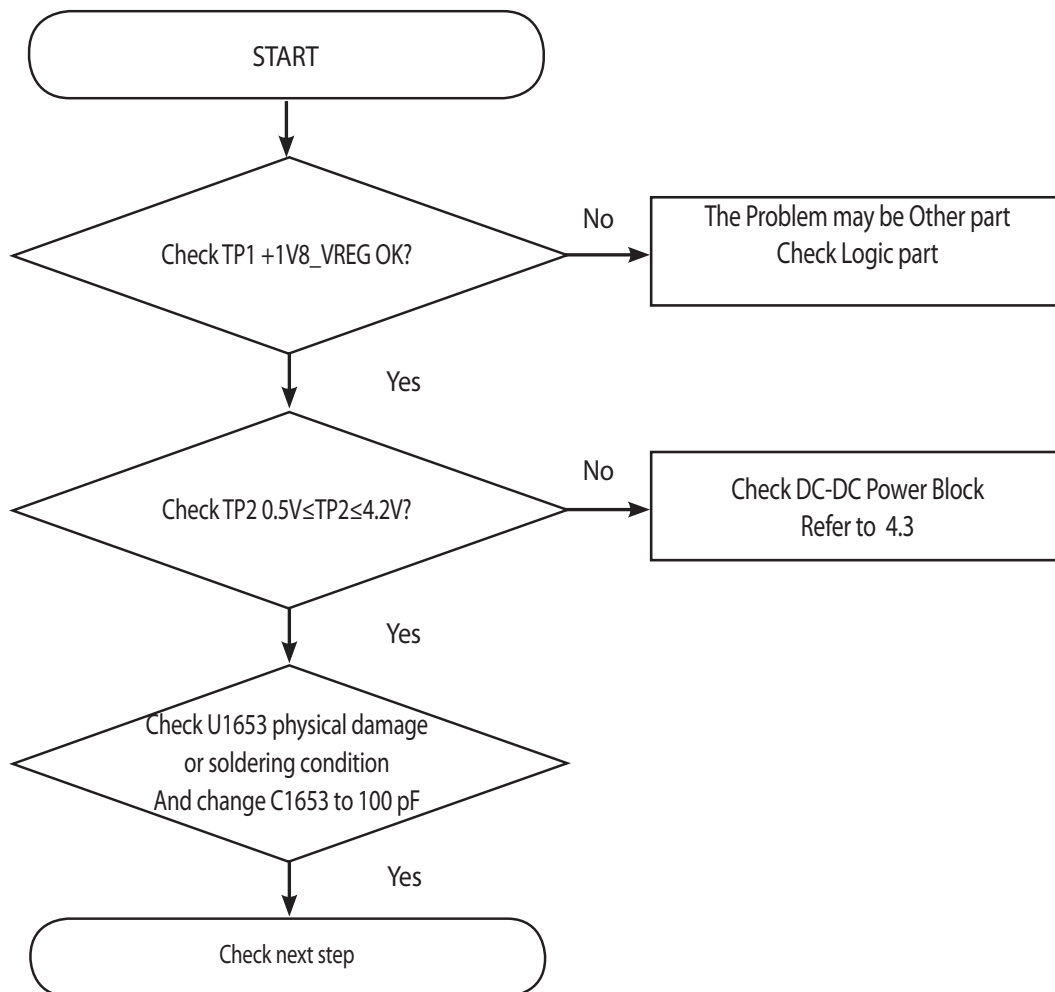 START
Check TP1 +1V8_VREG OK?
No
The Problem may be Other part
Check Logic part
Yes
Check TP2 0.5V≤TP2≤4.2V?
No
Check DC-DC Power Block
Refer to 4.3
Yes
Check U1653 physical damage
or soldering condition
And change C1653 to 100 pF
Yes
Check next step